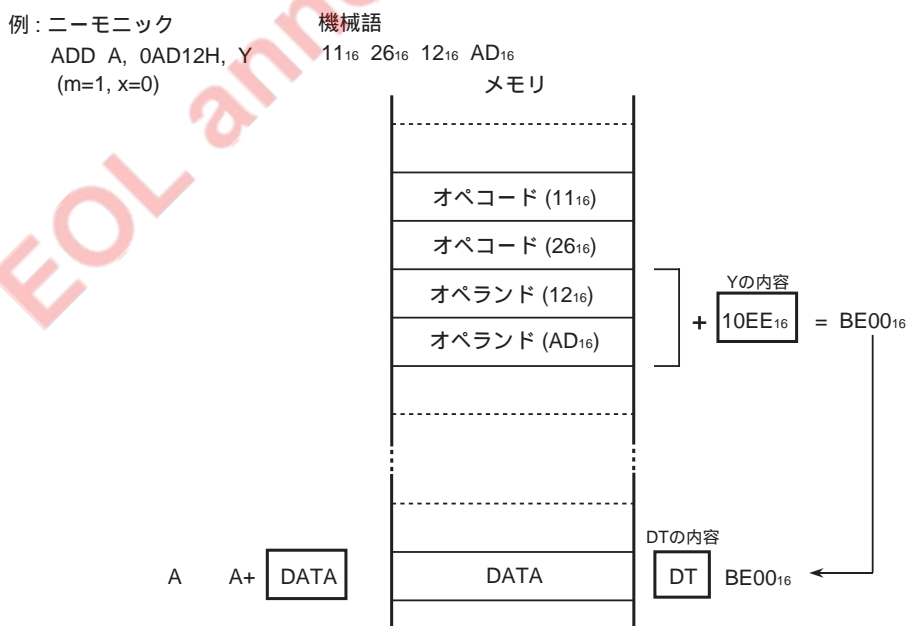 例 : ニーモニック
機械語
ADD A, 0AD12H, Y
11₁₆ 26₁₆ 12₁₆ AD₁₆
(m=1, x=0)
メモリ
オペコード (11₁₆)
オペコード (26₁₆)
オペランド (12₁₆)
オペランド (AD₁₆)
Yの内容
+ 10EE₁₆ = BE00₁₆
DTの内容
A A+ DATA
DATA
DT BE00₁₆
EOL